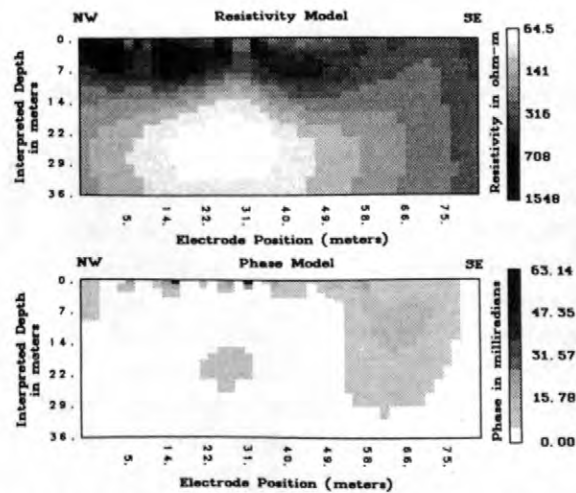 NW Resistivity Model SE
0.
7.
14.
22.
29.
36.
Interpreted Depth
in meters
5. 14. 22. 31. 40. 49. 58. 66. 75.
Electrode Position (meters)
64.5
141
316
708
1548
Resistivity in ohm-m
NW Phase Model SE
0.
7.
14.
22.
29.
36.
Interpreted Depth
in meters
5. 14. 22. 31. 40. 49. 58. 66. 75.
Electrode Position (meters)
63.14
47.35
31.57
15.78
0.00
Phase in milliradians